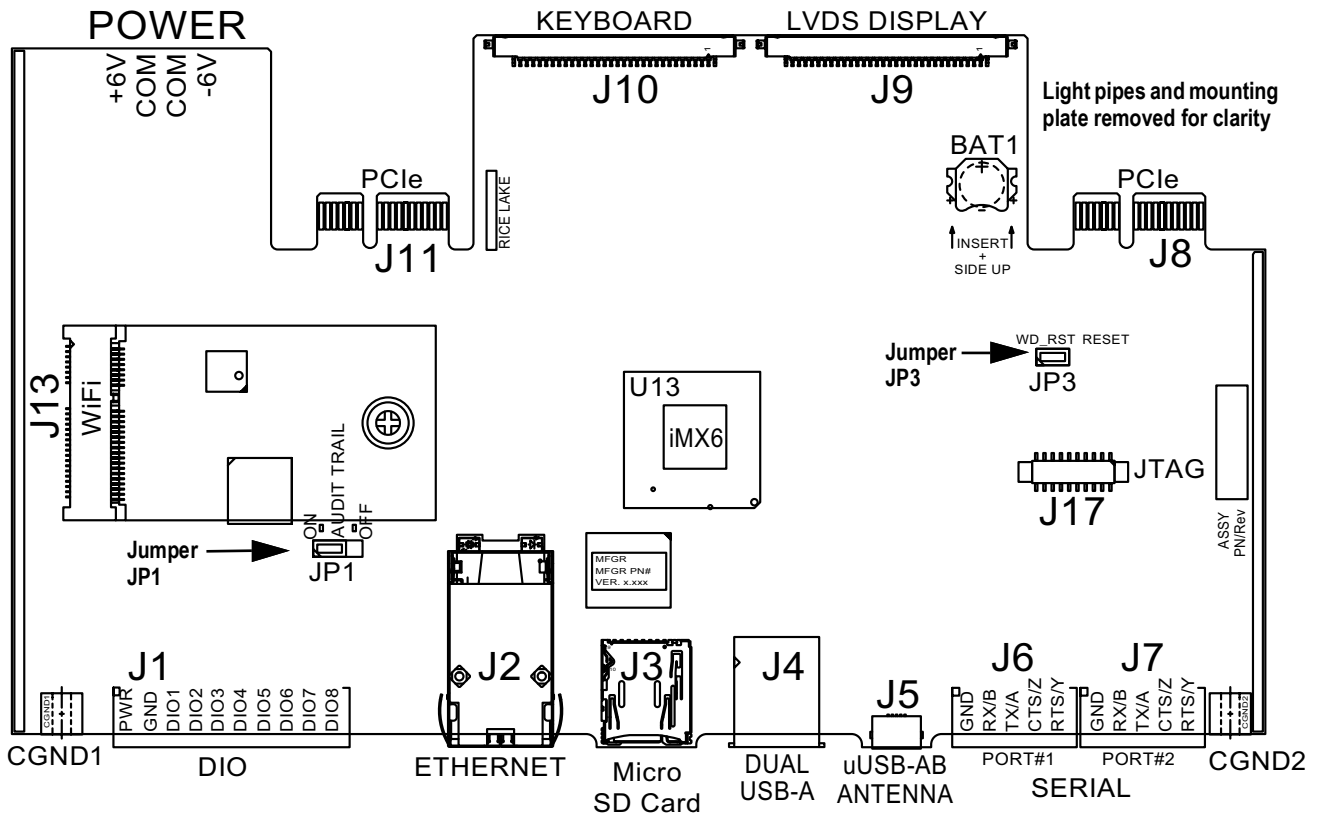 POWER
+6V
COM
COM
-6V
KEYBOARD
J10
LVDS DISPLAY
1
1
J9
Light pipes and mounting
plate removed for clarity
BAT1
+
-
+
+
INSERT
+
SIDE UP
PCIe
J11
RICE LAKE
PCIe
J8
J13
WiFi
U13
iMX6
Jumper
JP3
WD_RST RESET
JP3
JTAG
J17
ASSY
PN/Rev
ON
AUDIT TRAIL
OFF
Jumper
JP1
JP1
MFGR
MFGR PN#
VER. x.xxx
J1
PWR
GND
DIO1
DIO2
DIO3
DIO4
DIO5
DIO6
DIO7
DIO8
DIO
CGND1
CGND1
J2
ETHERNET
J3
Micro
SD Card
J4
DUAL
USB-A
J5
uUSB-AB
ANTENNA
J6
GND
RX/B
TX/A
CTS/Z
RTS/Y
PORT#1
J7
GND
RX/B
TX/A
CTS/Z
RTS/Y
PORT#2
SERIAL
CGND2
CGND2